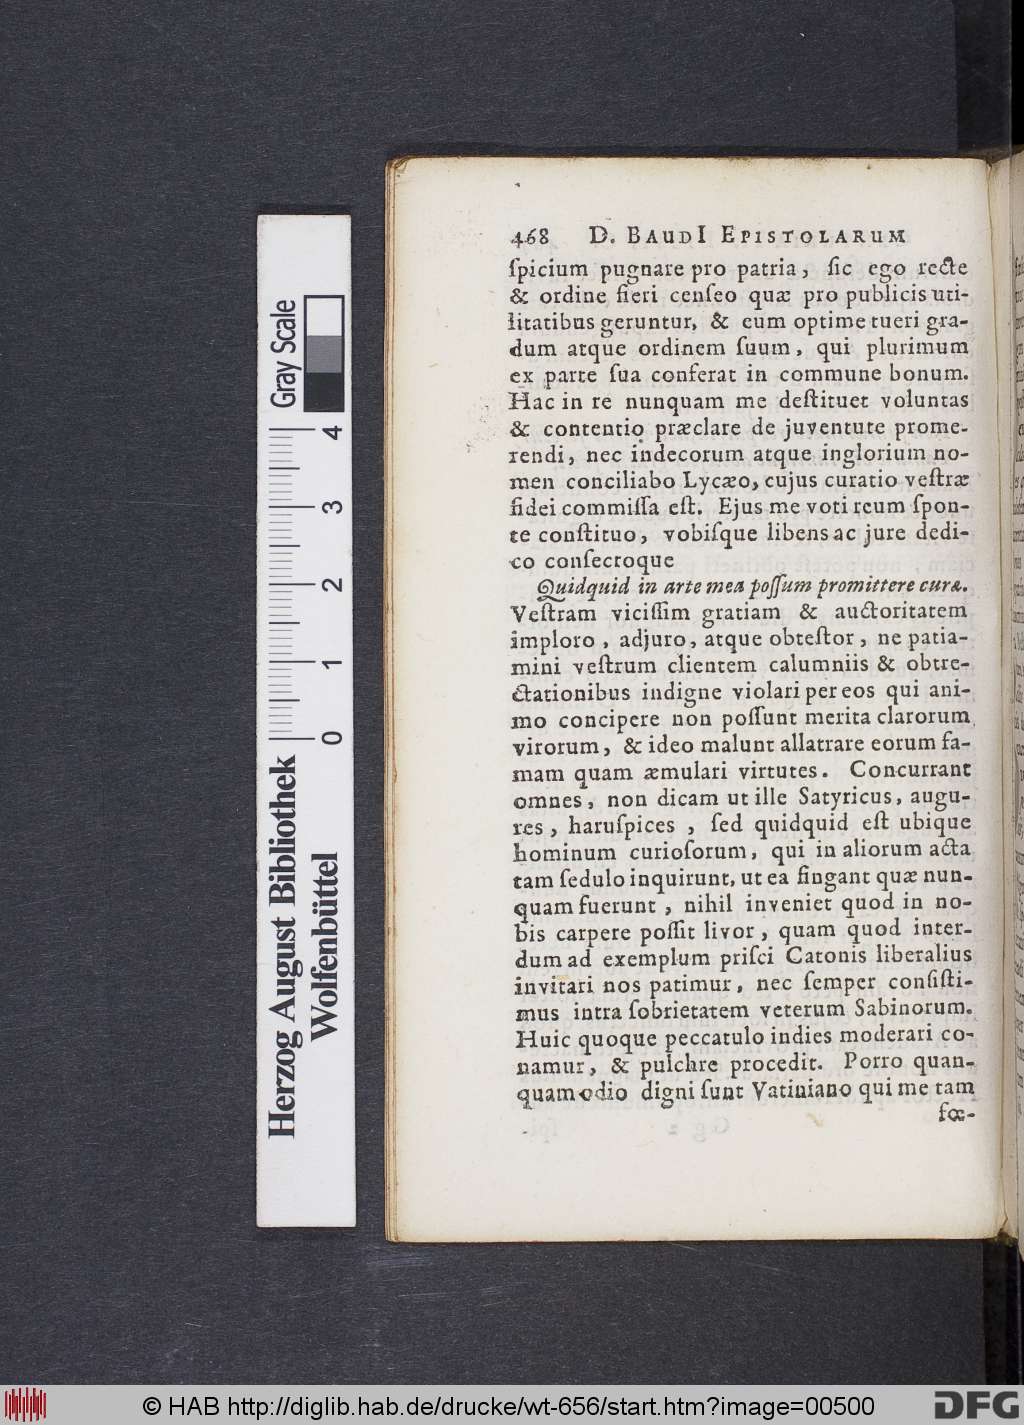 468 D. BAUDI EPISTOLARUM
ſpicium pugnare pro patria, ſic ego recte
& ordine fieri cenſeo quæ pro publicis uti-
litatibus geruntur, & eum optime tueri gra-
dum atque ordinem ſuum, qui plurimum
ex parte ſua conferat in commune bonum.
Hac in re nunquam me deſtituet voluntas
& contentio præclare de juventute prome-
rendi, nec indecorum atque inglorium no-
men conciliabo Lycæo, cujus curatio veſtræ
fidei commiſſa eſt. Ejus me voti reum ſpon-
te conſtituo, vobiſque libens ac jure dedi-
co conſecroque
Quidquid in arte mea poſſum promittere curæ.
Veſtram viciſſim gratiam & auctoritatem
imploro, adjuro, atque obteſtor, ne patia-
mini veſtrum clientem calumniis & obtre-
ctationibus indigne violari per eos qui ani-
mo concipere non poſſunt merita clarorum
virorum, & ideo malunt allatrare eorum fa-
mam quam æmulari virtutes. Concurrant
omnes, non dicam ut ille Satyricus, augu-
res, haruſpices, ſed quidquid eſt ubique
hominum curioſorum, qui in aliorum acta
tam ſedulo inquirunt, ut ea fingant quæ nun-
quam fuerunt, nihil inveniet quod in no-
bis carpere poſſit livor, quam quod inter-
dum ad exemplum priſci Catonis liberalius
invitari nos patimur, nec ſemper conſiſti-
mus intra ſobrietatem veterum Sabinorum.
Huic quoque peccatulo indies moderari co-
namur, & pulchre procedit. Porro quan-
quam odio digni ſunt Vatiniano qui me tam
fœ-
Gray Scale
4
3
2
1
0
Herzog August Bibliothek
Wolfenbüttel
© HAB http://diglib.hab.de/drucke/wt-656/start.htm?image=00500
DFG